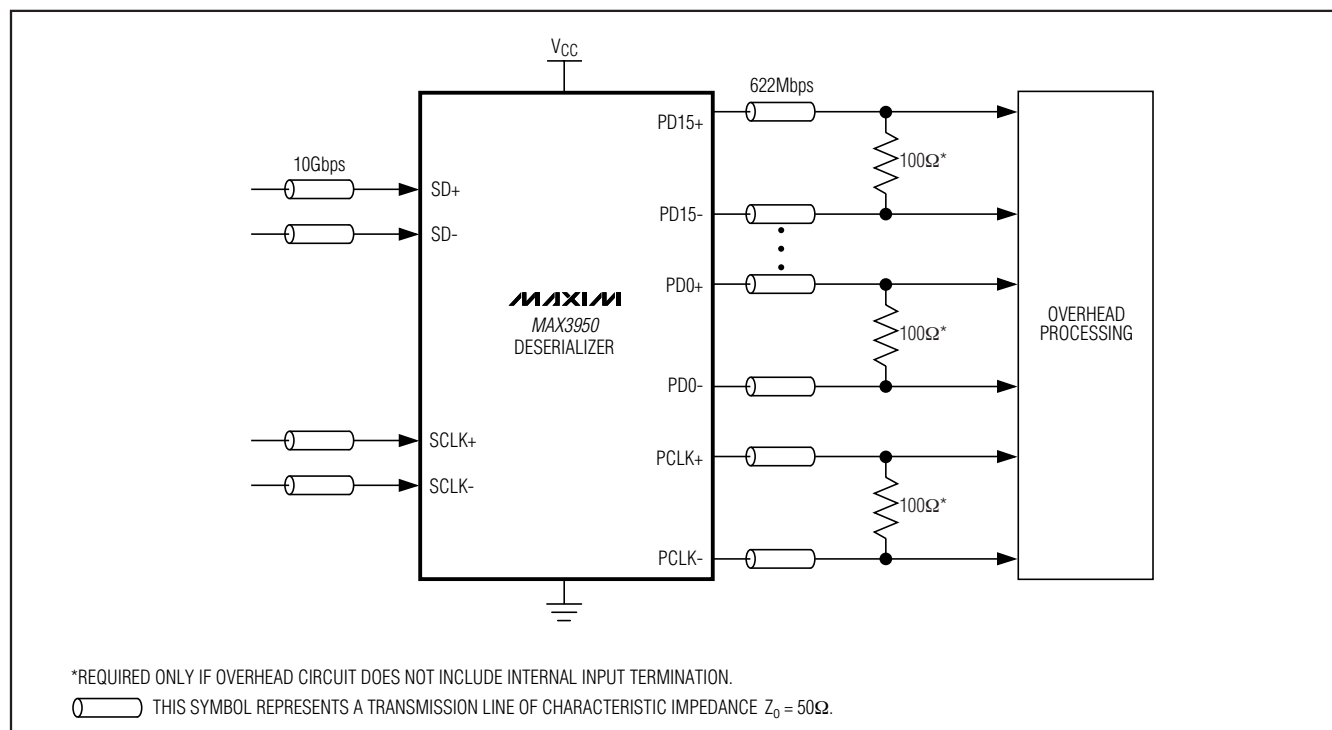 VCC
622Mbps
PD15+
100Ω*
10Gbps
SD+
PD15-
SD-
PD0+
MAXIM
MAX3950
DESERIALIZER
100Ω*
OVERHEAD
PROCESSING
PD0-
SCLK+
PCLK+
SCLK-
100Ω*
PCLK-
*REQUIRED ONLY IF OVERHEAD CIRCUIT DOES NOT INCLUDE INTERNAL INPUT TERMINATION.
THIS SYMBOL REPRESENTS A TRANSMISSION LINE OF CHARACTERISTIC IMPEDANCE Z0 = 50Ω.